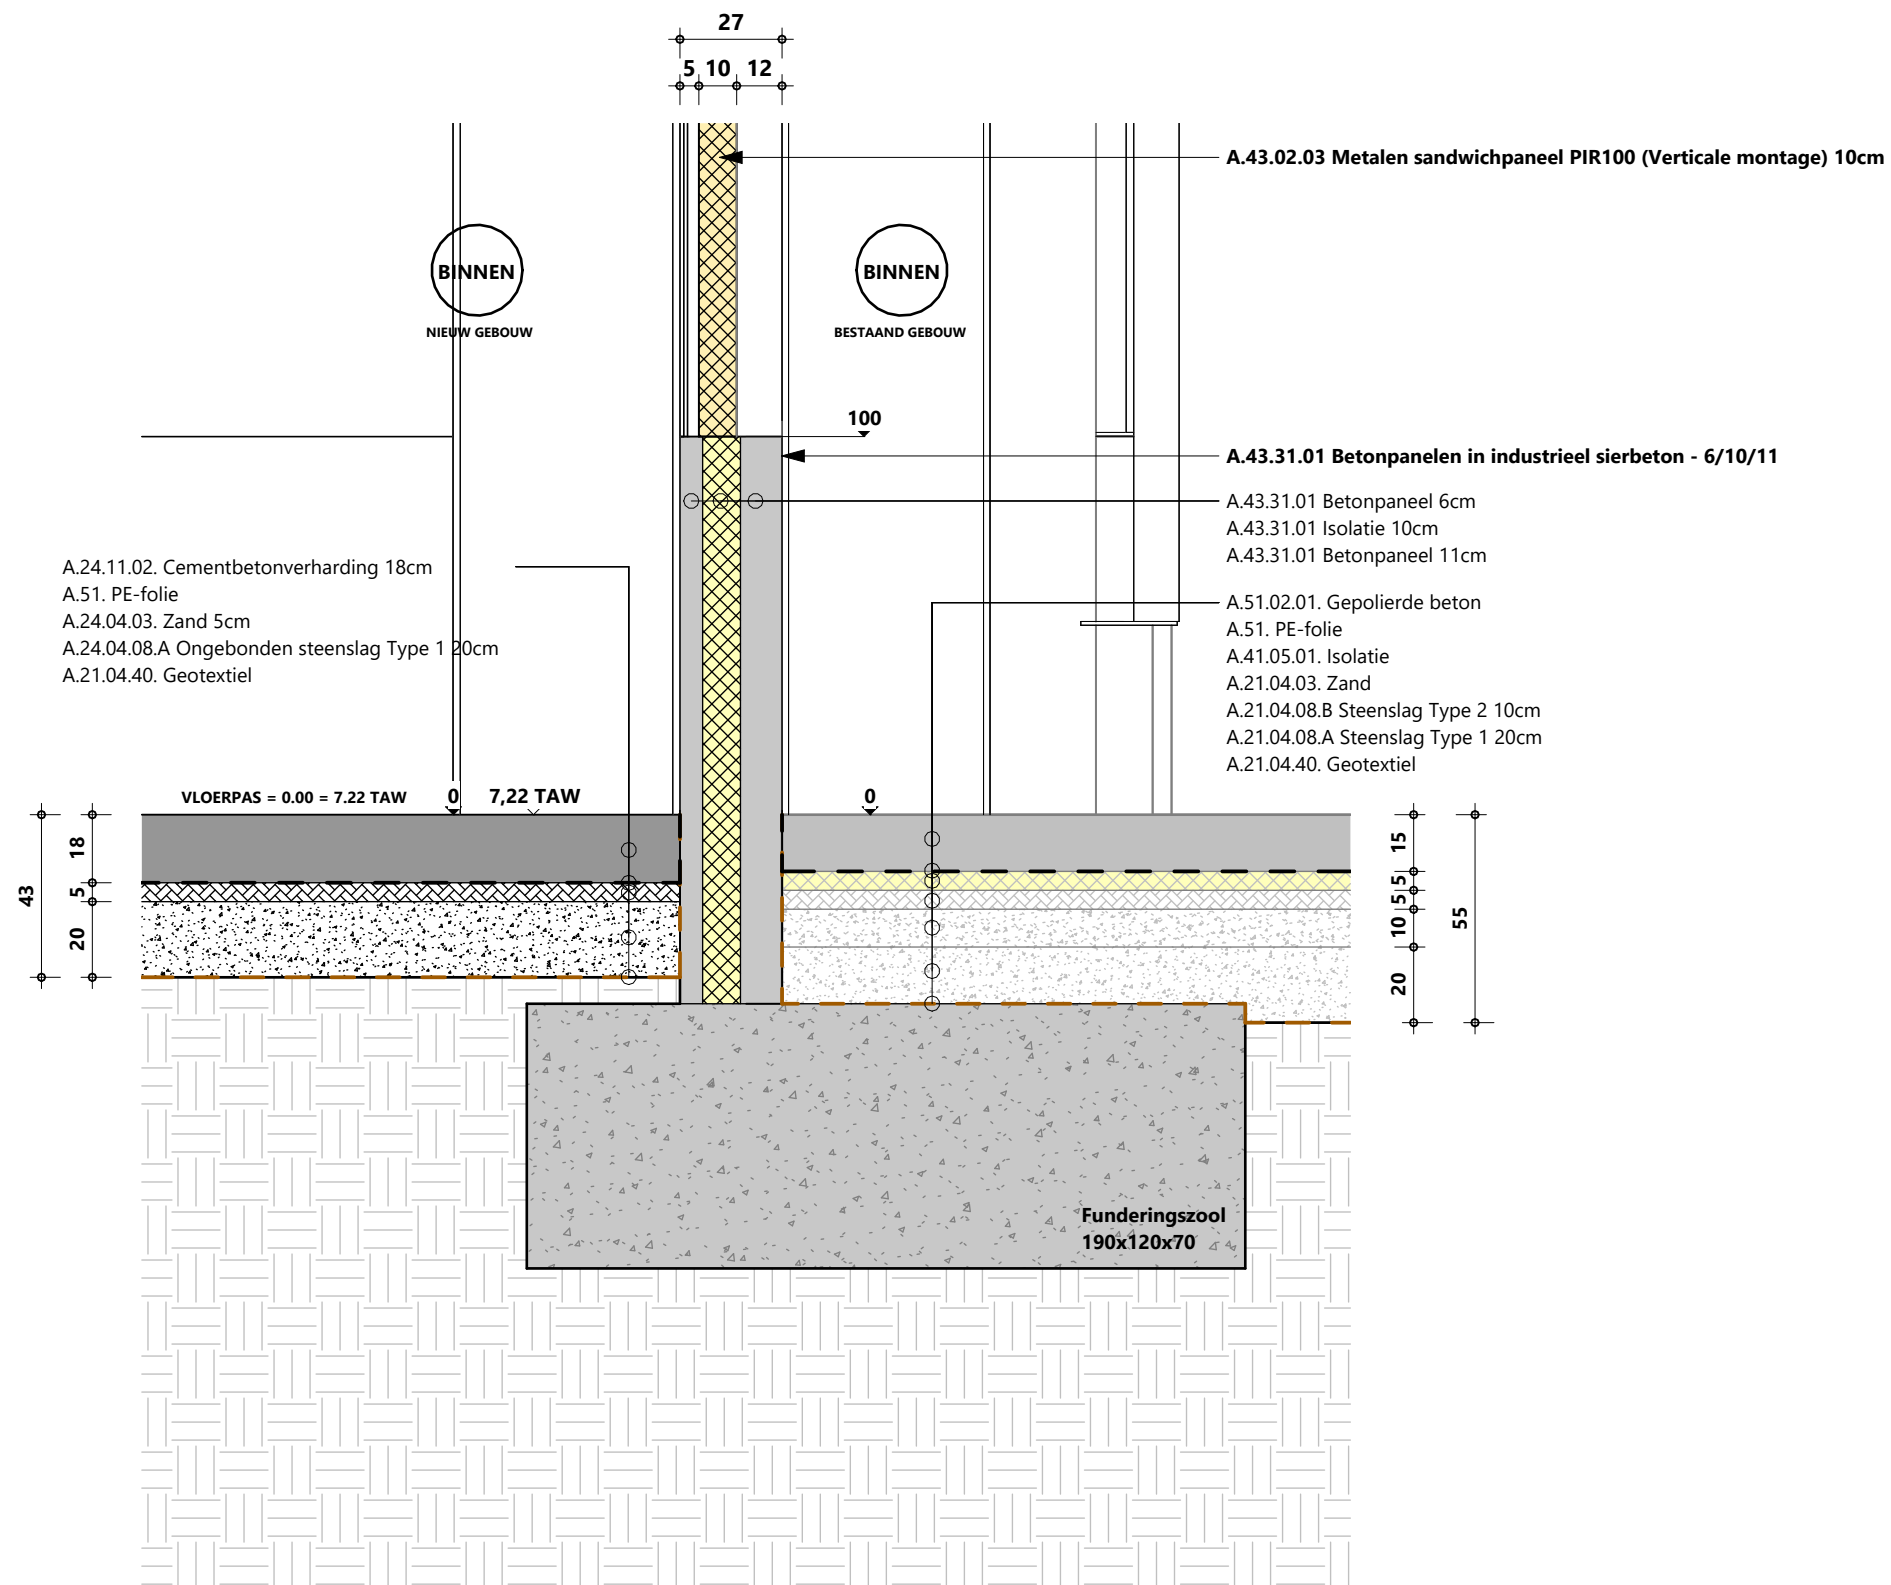 27
5 10 12
A.43.02.03 Metalen sandwichpaneel PIR100 (Verticale montage) 10cm
BINNEN
NIEUW GEBOUW
BINNEN
BESTAAND GEBOUW
100
A.43.31.01 Betonpanelen in industrieel sierbeton - 6/10/11
A.43.31.01 Betonpaneel 6cm
A.43.31.01 Isolatie 10cm
A.43.31.01 Betonpaneel 11cm
A.24.11.02. Cementbetonverharding 18cm
A.51. PE-folie
A.24.04.03. Zand 5cm
A.24.04.08.A Ongebonden steenslag Type 1 20cm
A.21.04.40. Geotextiel
A.51.02.01. Gepolierde beton
A.51. PE-folie
A.41.05.01. Isolatie
A.21.04.03. Zand
A.21.04.08.B Steenslag Type 2 10cm
A.21.04.08.A Steenslag Type 1 20cm
A.21.04.40. Geotextiel
VLOERPAS = 0.00 = 7.22 TAW
0
7,22 TAW
0
43
18
5
20
15
5
5
10
20
55
Funderingszool
190x120x70